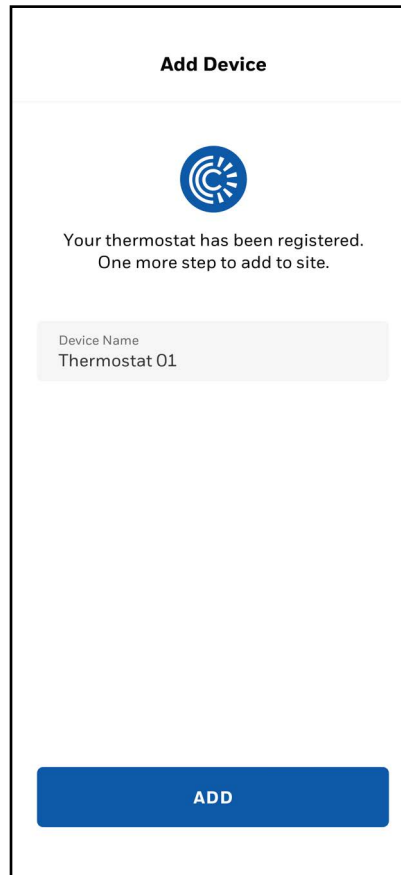 Add Device
Your thermostat has been registered.
One more step to add to site.
Device Name
Thermostat 01
ADD